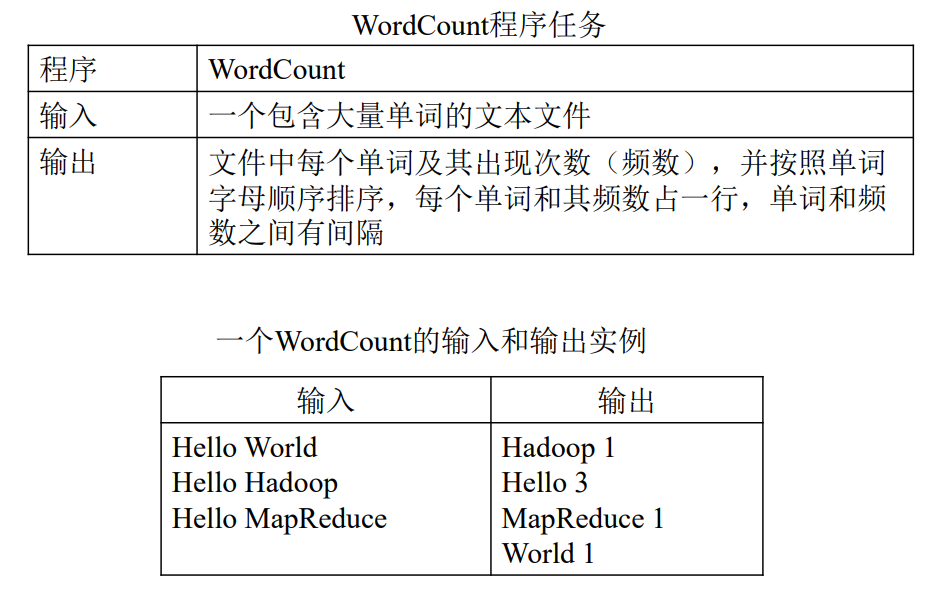 WordCount程序任务
程序 WordCount
输入 一个包含大量单词的文本文件
输出 文件中每个单词及其出现次数（频数），并按照单词
字母顺序排序，每个单词和其频数占一行，单词和频
数之间有间隔
一个WordCount的输入和输出实例
输入 输出
Hello World Hadoop 1
Hello Hadoop Hello 3
Hello MapReduce MapReduce 1
World 1